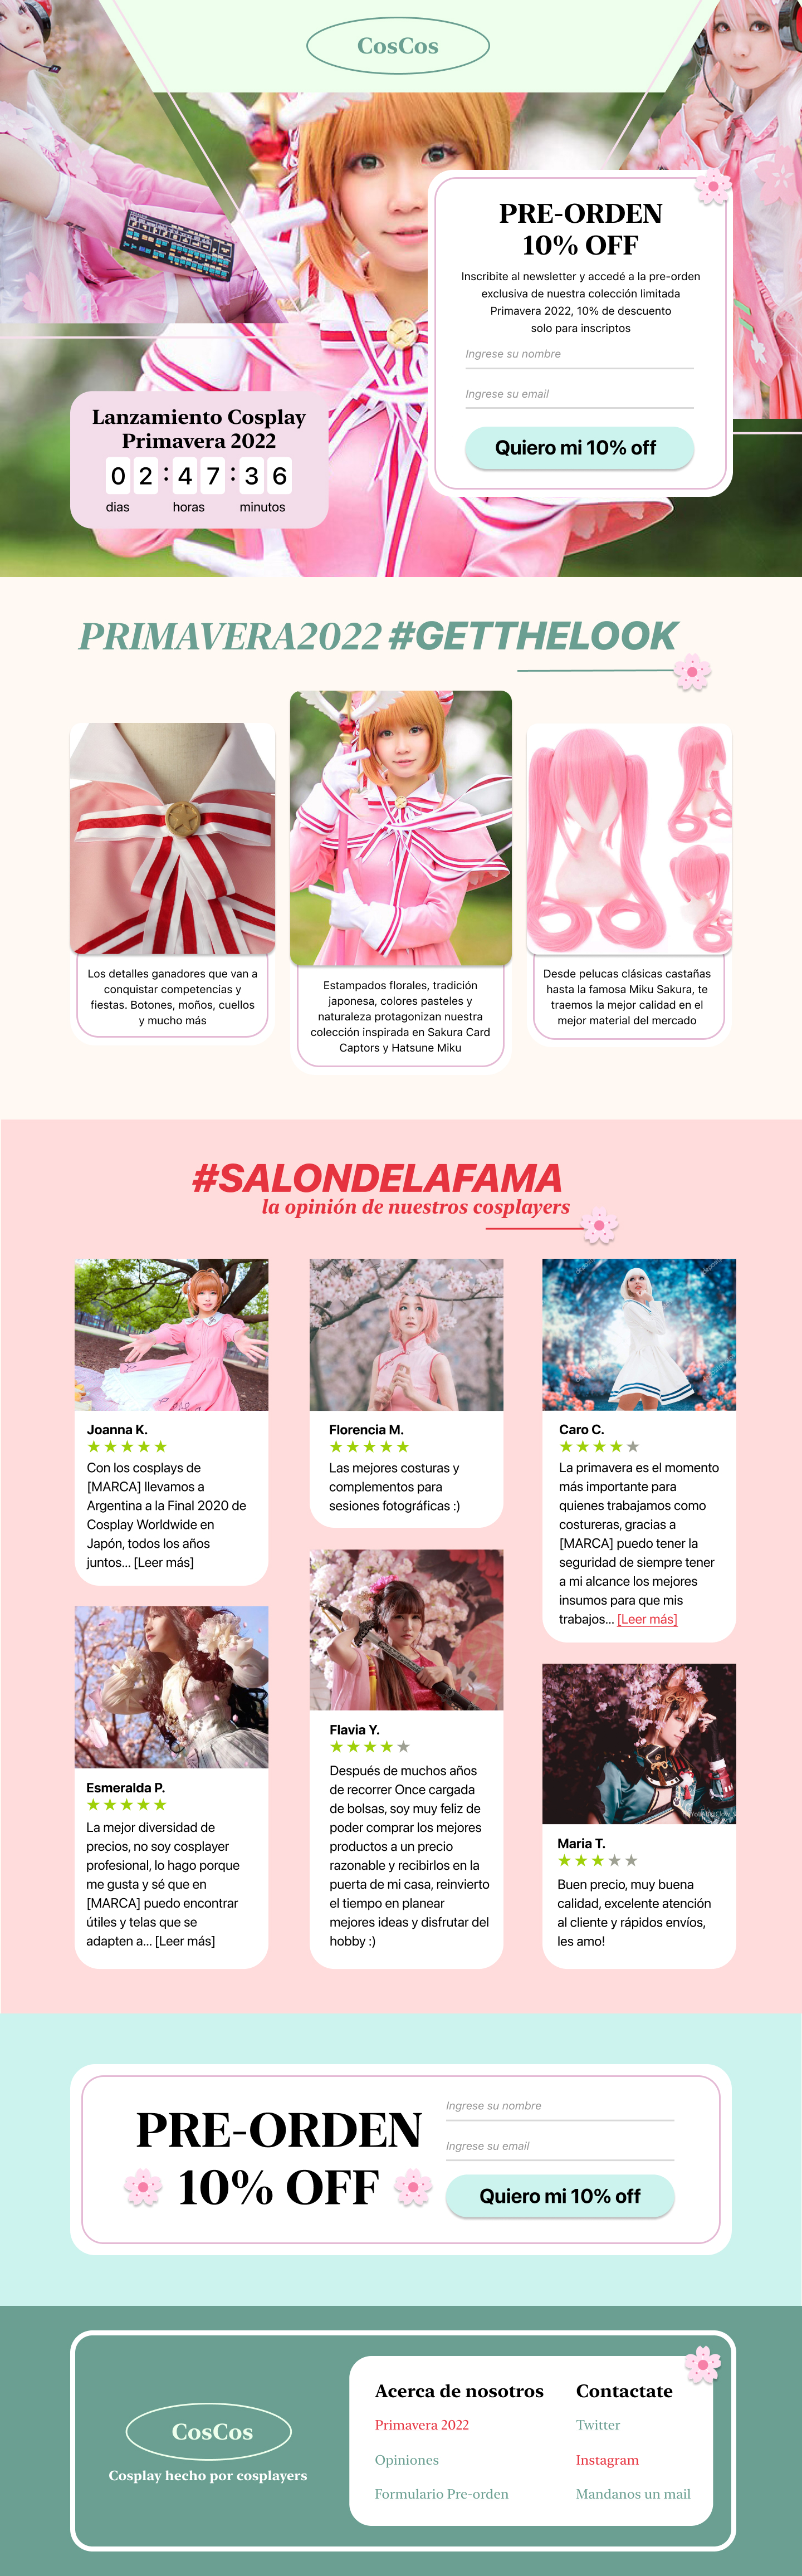 CosCos
PRE-ORDEN
10% OFF
Inscribite al newsletter y accedé a la pre-orden
exclusiva de nuestra colección limitada
Primavera 2022, 10% de descuento
solo para inscriptos
Ingrese su nombre
Ingrese su email
Quiero mi 10% off
Lanzamiento Cosplay
Primavera 2022
02:47:36
dias horas minutos
PRIMAVERA2022 #GETTHELOOK
Los detalles ganadores que van a
conquistar competencias y
fiestas. Botones, moños, cuellos
y mucho más
Estampados florales, tradición
japonesa, colores pasteles y
naturaleza protagonizan nuestra
colección inspirada en Sakura Card
Captors y Hatsune Miku
Desde pelucas clásicas castañas
hasta la famosa Miku Sakura, te
traemos la mejor calidad en el
mejor material del mercado
#SALONDELAFAMA
la opinión de nuestros cosplayers
Joanna K.
Con los cosplays de
[MARCA] llevamos a
Argentina a la Final 2020 de
Cosplay Worldwide en
Japón, todos los años
juntos... [Leer más]
Florencia M.
Las mejores costuras y
complementos para
sesiones fotográficas :)
Caro C.
La primavera es el momento
más importante para
quienes trabajamos como
costureras, gracias a
[MARCA] puedo tener la
seguridad de siempre tener
a mi alcance los mejores
insumos para que mis
trabajos... [Leer más]
Esmeralda P.
La mejor diversidad de
precios, no soy cosplayer
profesional, lo hago porque
me gusta y sé que en
[MARCA] puedo encontrar
útiles y telas que se
adapten a... [Leer más]
Flavia Y.
Después de muchos años
de recorrer Once cargada
de bolsas, soy muy feliz de
poder comprar los mejores
productos a un precio
razonable y recibirlos en la
puerta de mi casa, reinvierto
el tiempo en planear
mejores ideas y disfrutar del
hobby :)
Maria T.
Buen precio, muy buena
calidad, excelente atención
al cliente y rápidos envíos,
les amo!
PRE-ORDEN
10% OFF
Ingrese su nombre
Ingrese su email
Quiero mi 10% off
CosCos
Cosplay hecho por cosplayers
Acerca de nosotros
Primavera 2022
Opiniones
Formulario Pre-orden
Contactate
Twitter
Instagram
Mandanos un mail